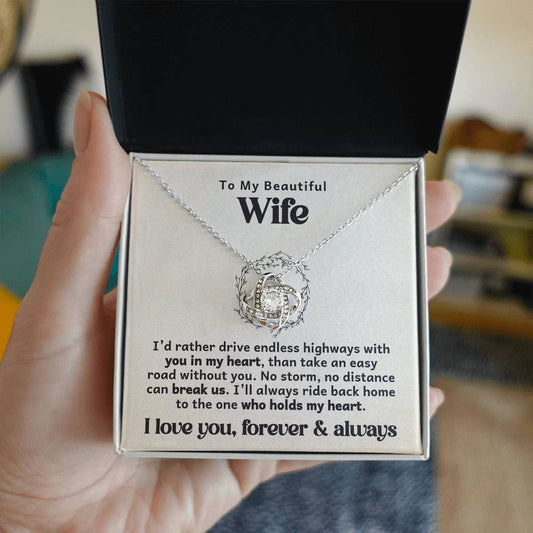 To My Beautiful
Wife
I'd rather drive endless highways with
you in my heart, than take an easy
road without you. No storm, no distance
can break us. I'll always ride back home
to the one who holds my heart.
I love you, forever & always